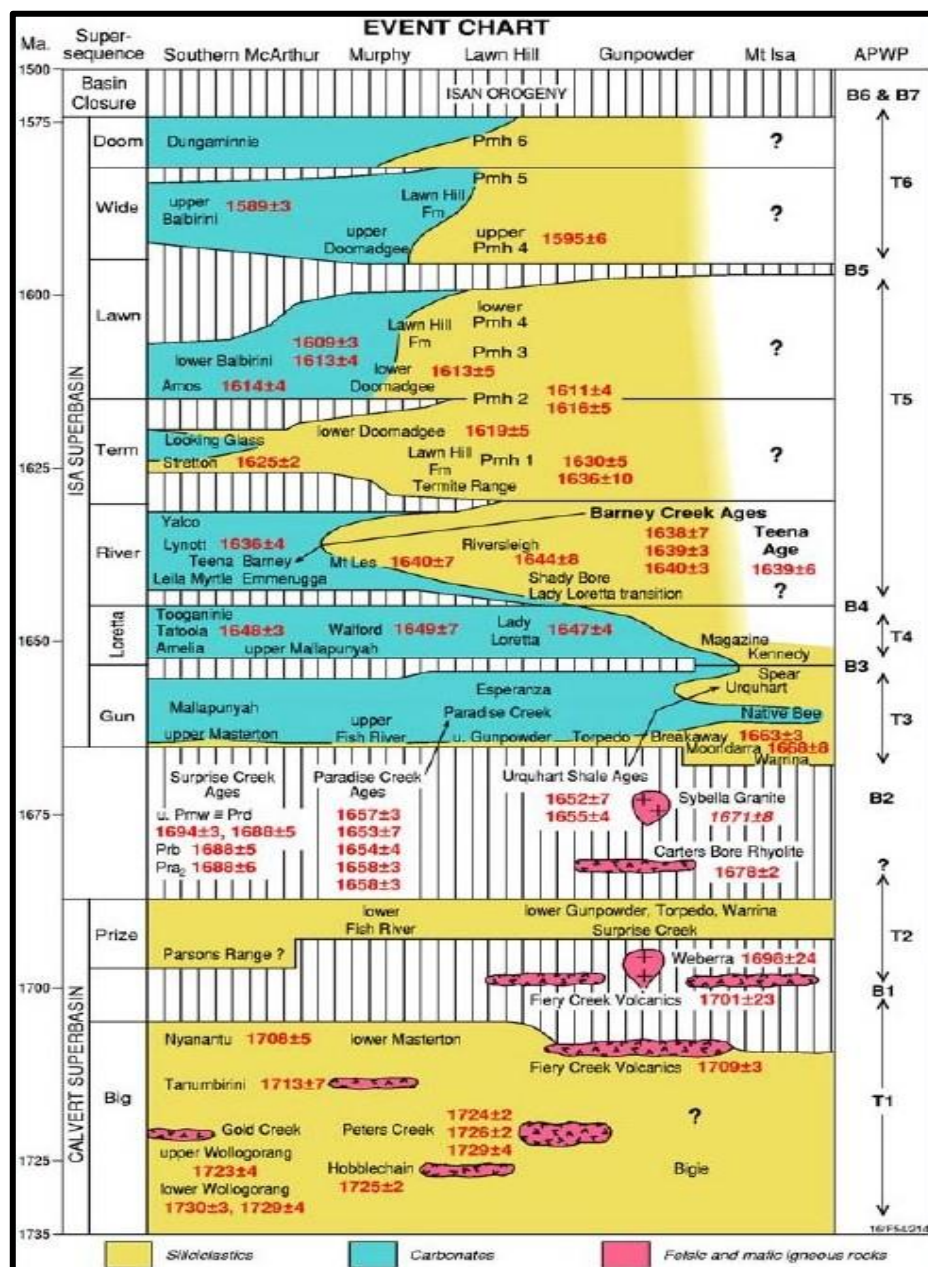 EVENT CHART
Ma. Super-sequence Southern McArthur Murphy Lawn Hill Gunpowder Mt Isa APWP
1500
Basin Closure ISAN OROGENY B6 & B7
1575
Doom Dungaminnie Pmh 6 ?
T6
Wide Pmh 5
upper Balbirini 1589±3 Lawn Hill Fm ?
upper Doomadgee upper Pmh 4 1595±6
B5
1600
Lawn lower Pmh 4
Lawn Hill Fm
1609±3 Pmh 3 ?
lower Balbirini 1613±4 lower Doomadgee 1613±5
Amos 1614±4 1611±4
Pmh 2 1616±5 T5
ISA SUPERBASIN
Term lower Doomadgee 1619±5
Looking Glass
Stretton 1625±2 Lawn Hill Fm Pmh 1 1630±5 ?
1625
Termite Range 1636±10
River Yalco Barney Creek Ages
Lynott 1636±4 Riversleigh 1638±7 Teena Age
Teena Barney Mt Les 1640±7 1644±8 1639±3 1639±6
Leila Myrtle Emmerugga Shady Bore 1640±3 ?
Lady Loretta transition
B4
Loretta Tooganinie
Tatoola 1648±3 Walford 1649±7 Lady Loretta 1647±4 T4
1650
Amelia upper Mallapunyah Magazine
Kennedy
B3
Gun Esperanza Spear
Urquhart
Mallapunyah Paradise Creek Native Bee T3
upper Masterton upper Fish River u. Gunpowder Torpedo Breakaway 1663±3
Moondarra 1668±8
Warrina
Surprise Creek Ages Paradise Creek Ages Urquhart Shale Ages
u. Pmw ≡ Prd 1657±3 1652±7 Sybella Granite B2
1675
1694±3, 1688±5 1653±7 1655±4 1671±8
Prb 1688±5 1654±4 Carters Bore Rhyolite
Pra2 1688±6 1658±3 1678±2 ?
1658±3
Prize lower Fish River lower Gunpowder, Torpedo, Warrina
Surprise Creek T2
Parsons Range ?
Weberra 1698±24
1700
Fiery Creek Volcanics 1701±23 B1
CALVERT SUPERBASIN
Big Nyanantu 1708±5 lower Masterton
Fiery Creek Volcanics 1709±3
Tanumbirini 1713±7 T1
1724±2 ?
Gold Creek Peters Creek 1726±2
upper Wollogorang 1729±4
1725
1723±4 Hobblechain Bigie
lower Wollogorang 1725±2
1730±3, 1729±4
1735
Siliciclastics Carbonates Felsic and mafic igneous rocks